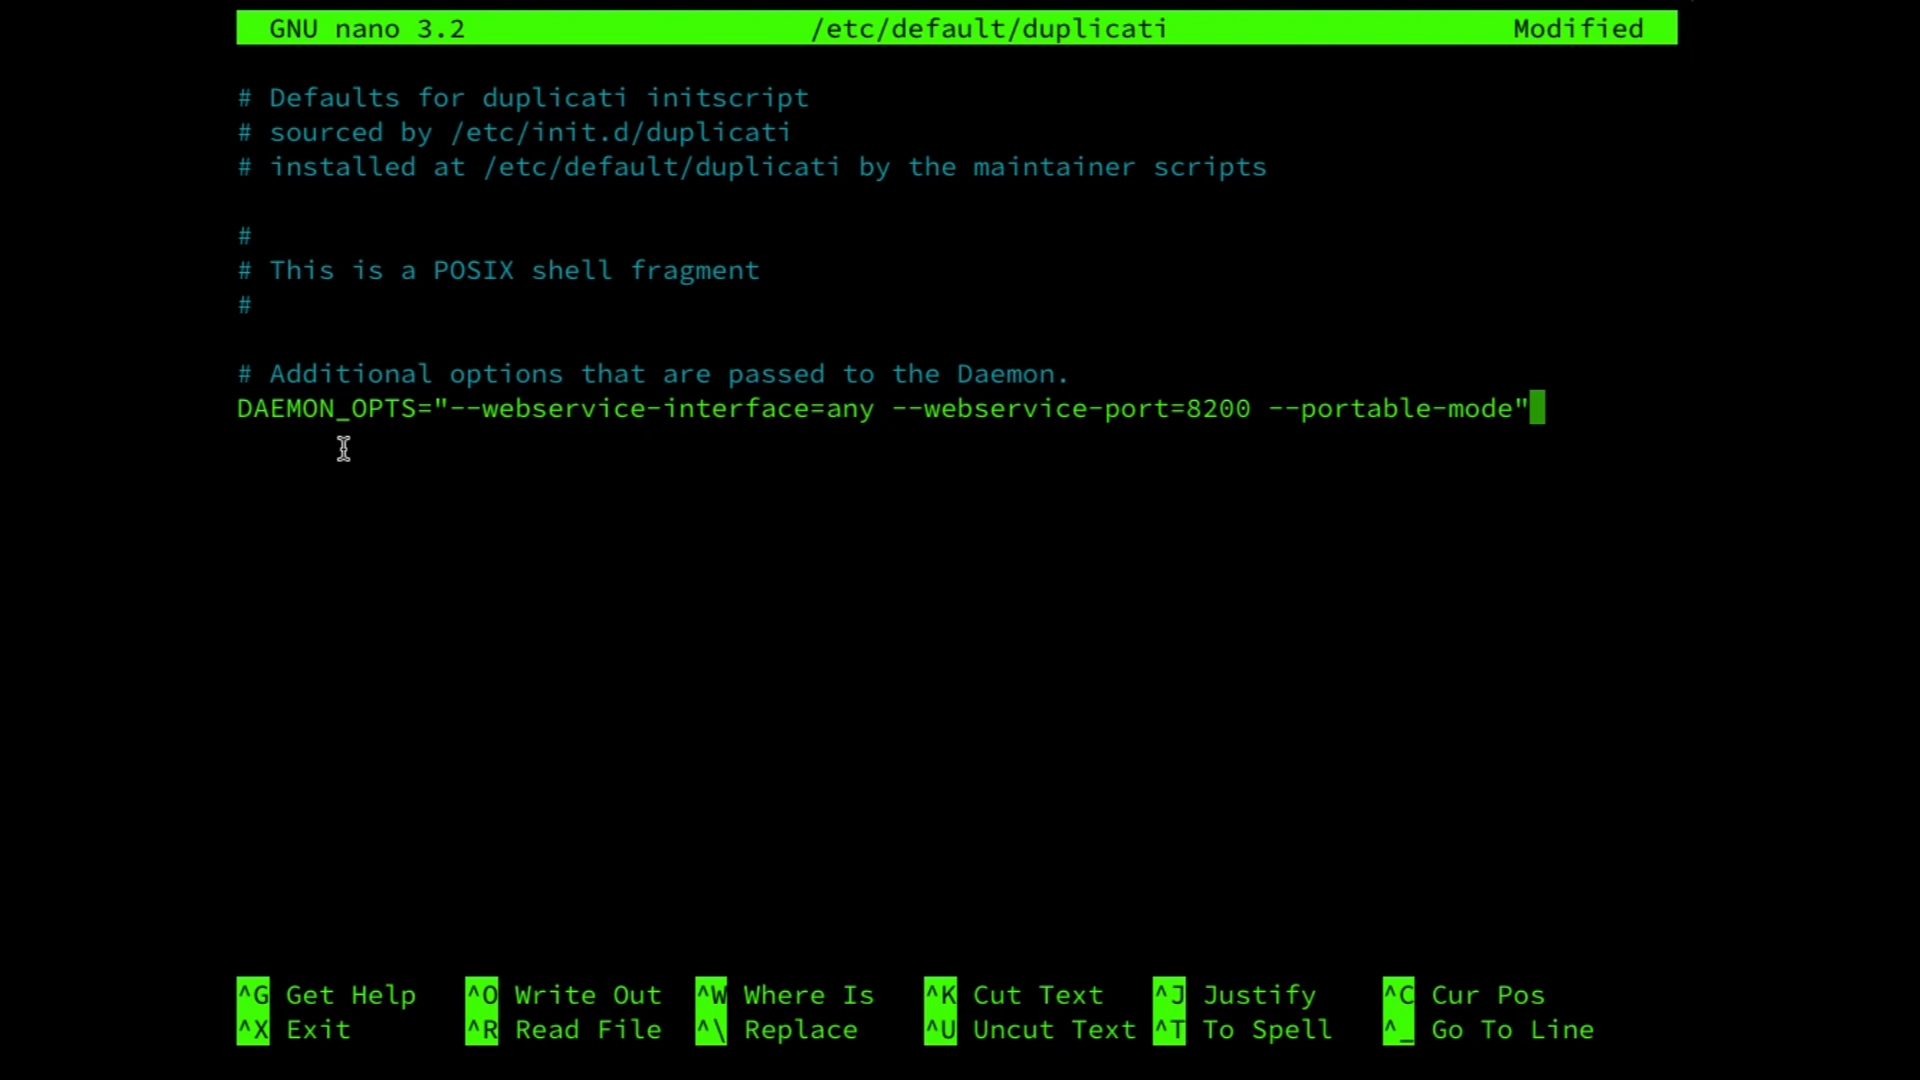 GNU nano 3.2 /etc/default/duplicati Modified
# Defaults for duplicati initscript
# sourced by /etc/init.d/duplicati
# installed at /etc/default/duplicati by the maintainer scripts
#
# This is a POSIX shell fragment
#
# Additional options that are passed to the Daemon.
DAEMON_OPTS="--webservice-interface=any --webservice-port=8200 --portable-mode"
^G Get Help ^O Write Out ^W Where Is ^K Cut Text ^J Justify ^C Cur Pos
^X Exit ^R Read File ^\ Replace ^U Uncut Text ^T To Spell ^_ Go To Line